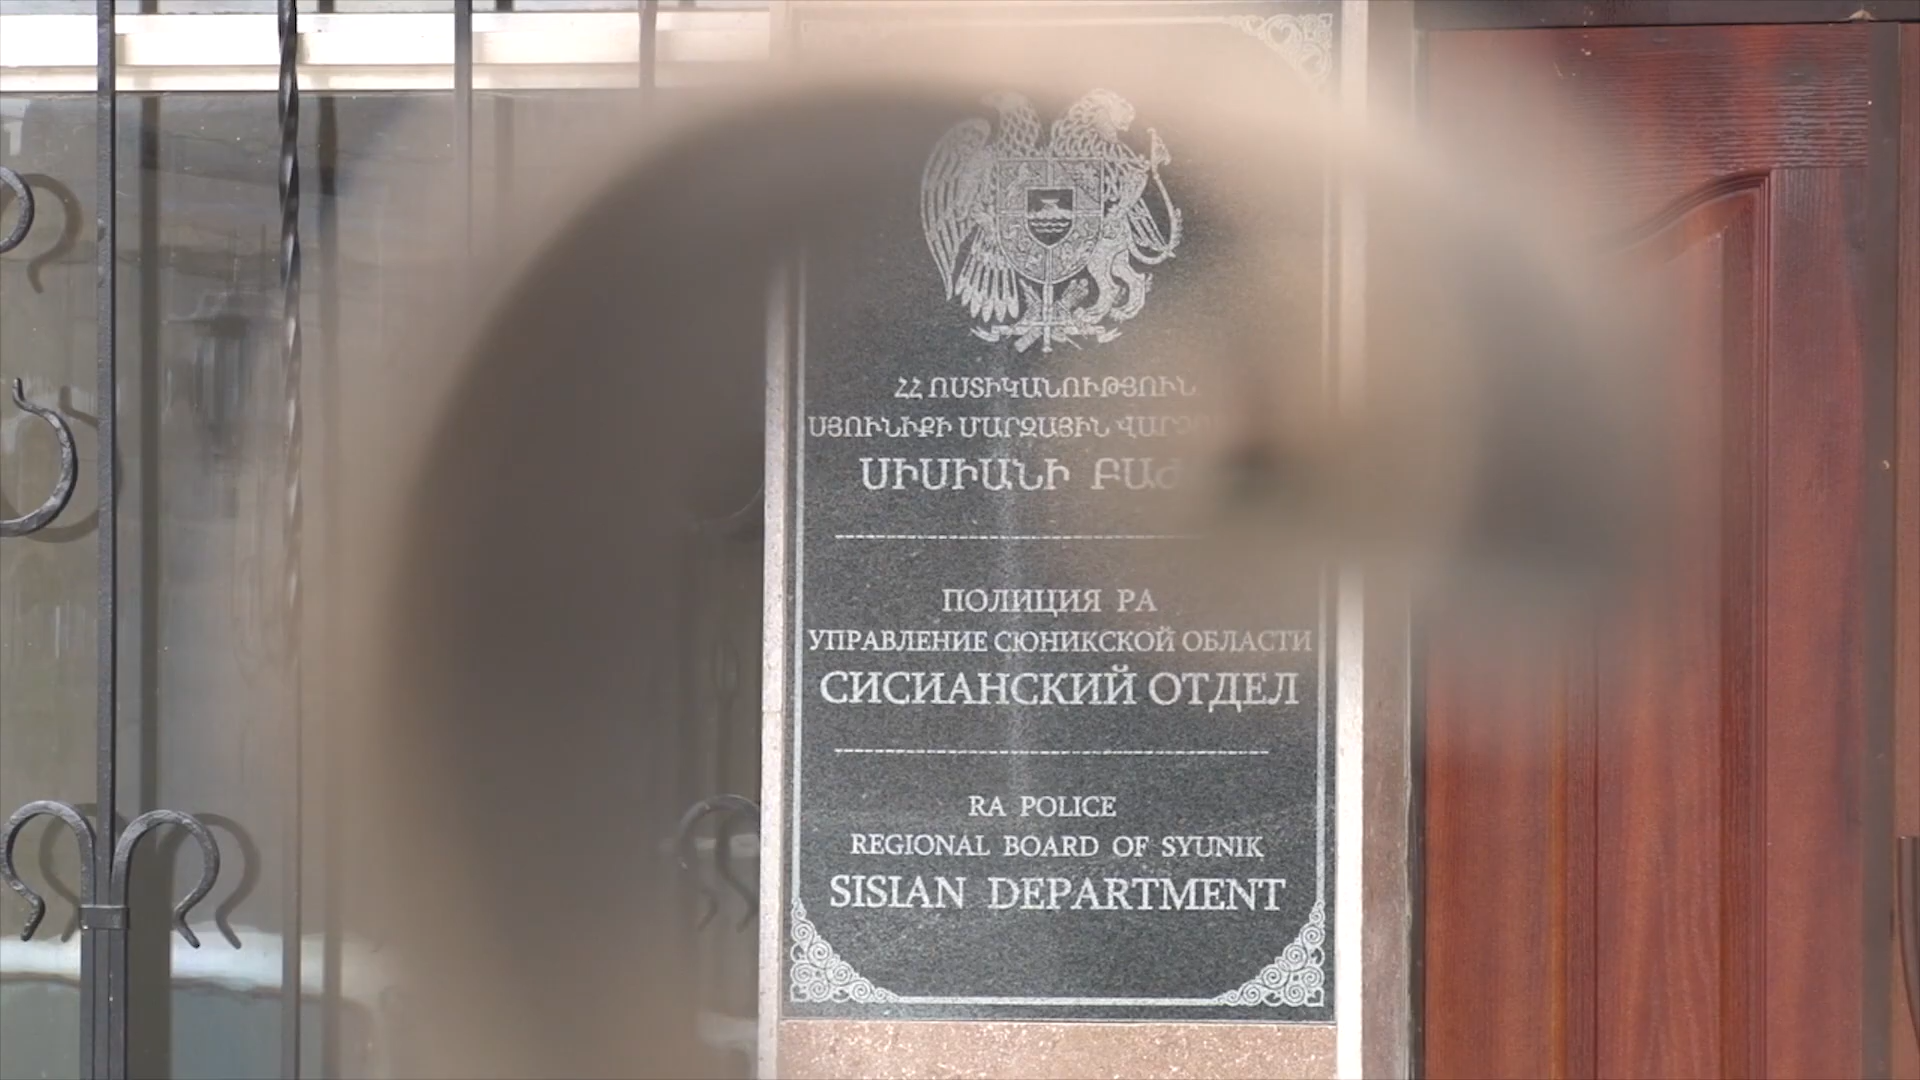 ՀՀ ՈՍՏԻԿԱՆՈՒԹՅՈՒՆ
ՍՅՈՒՆԻՔԻ ՄԱՐԶԱՅԻՆ
ՍԻՍԻԱՆԻ
ПОЛИЦИЯ РА
УПРАВЛЕНИЕ СЮНИКСКОЙ ОБЛАСТИ
СИСИАНСКИЙ ОТДЕЛ
RA POLICE
REGIONAL BOARD OF SYUNIK
SISIAN DEPARTMENT